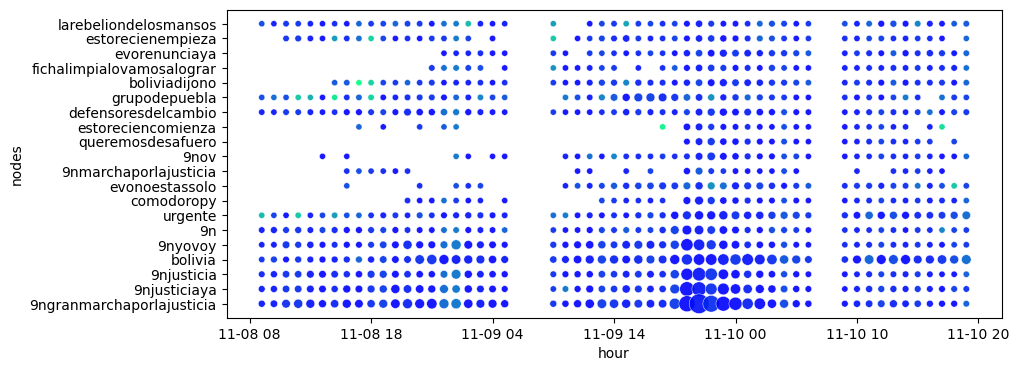 larebeliondelosmansos
estorecienempieza
evorenunciaya
fichalimpialovamosalograr
boliviadijono
grupodepuebla
defensoresdelcambio
estoreciencomienza
queremosdesafuero
9nov
9nmarchaporlajusticia
evonoestassolo
comodoropy
urgente
9n
9nyovoy
bolivia
9njusticia
9njusticiaya
9ngranmarchaporlajusticia
nodes
11-08 08 11-08 18 11-09 04 11-09 14 11-10 00 11-10 10 11-10 20
hour